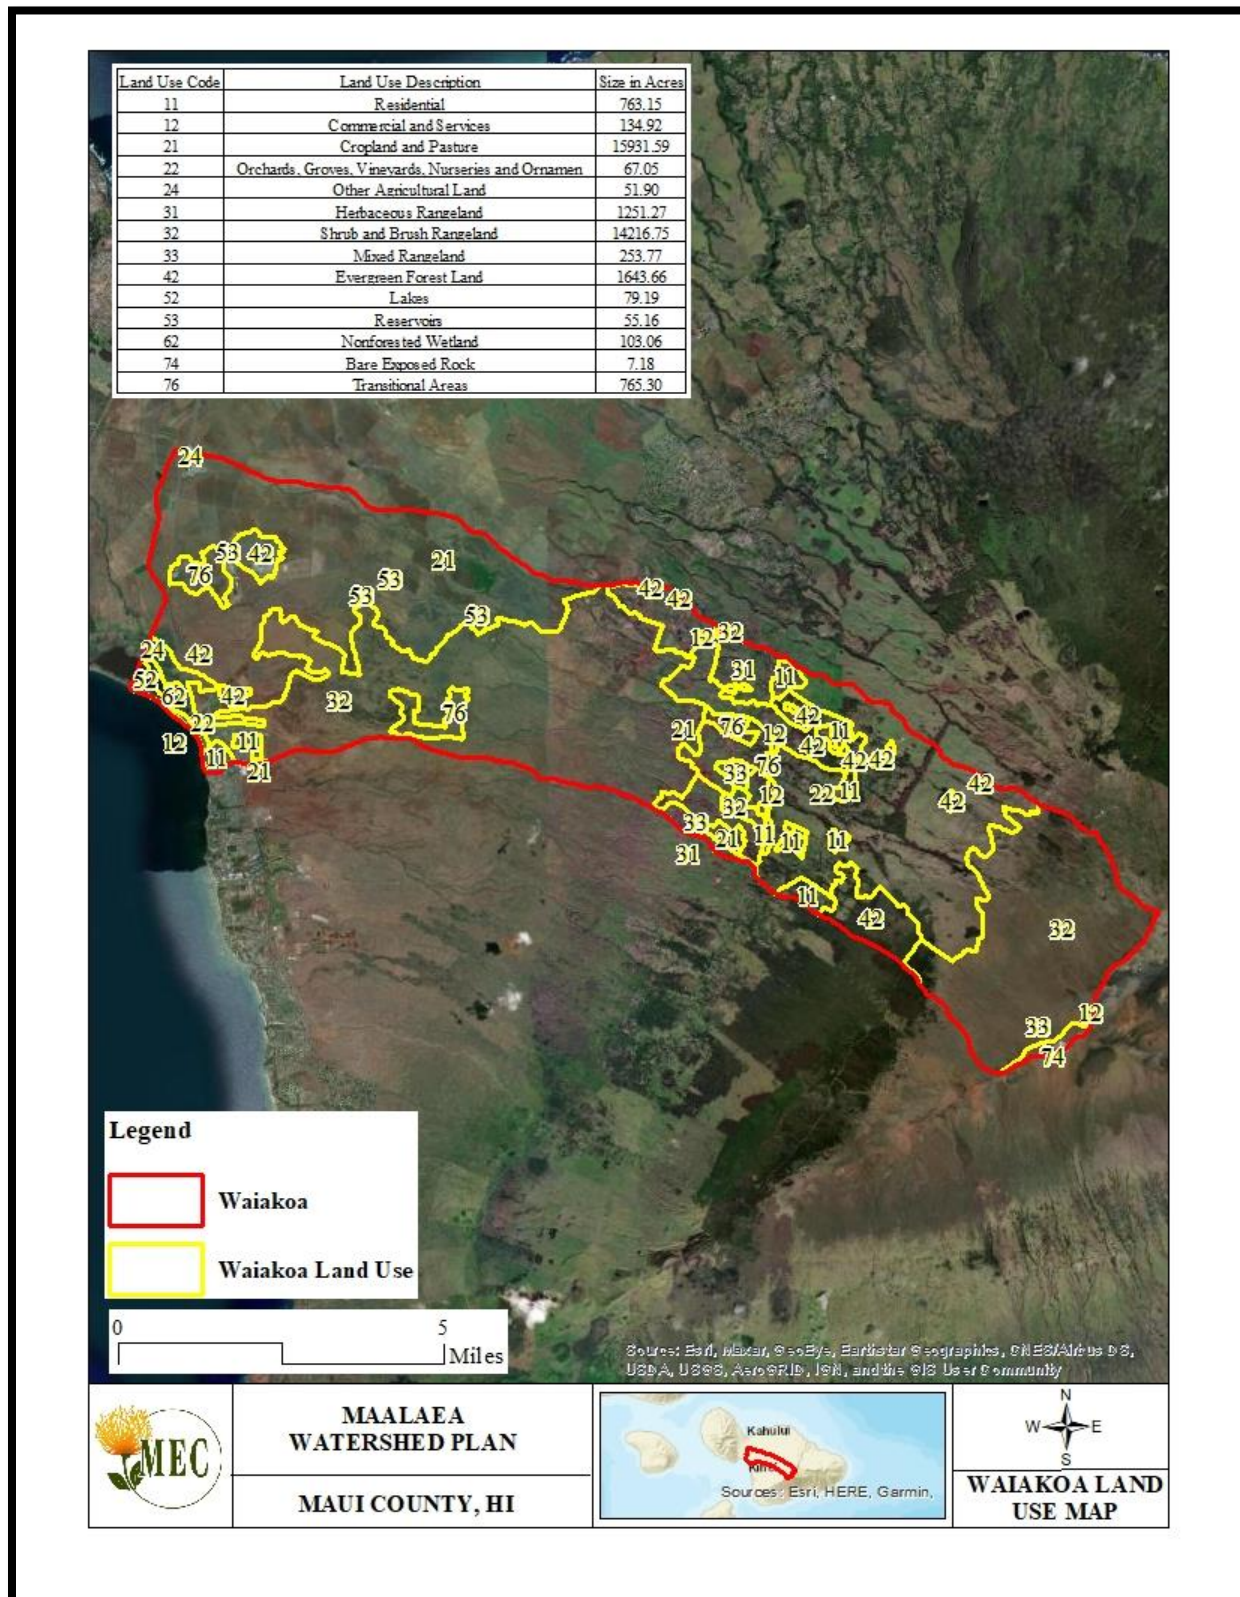 Land Use Code Land Use Description Size in Acres
11 Residential 763.15
12 Commercial and Services 134.92
21 Cropland and Pasture 15931.59
22 Orchards, Groves, Vineyards, Nurseries and Ornamen 67.05
24 Other Agricultural Land 51.90
31 Herbaceous Rangeland 1251.27
32 Shrub and Brush Rangeland 14216.75
33 Mixed Rangeland 253.77
42 Evergreen Forest Land 1643.66
52 Lakes 79.19
53 Reservoirs 55.16
62 Nonforested Wetland 103.06
74 Bare Exposed Rock 7.18
76 Transitional Areas 765.30
24
53 42
21
76
53
53
53
42
42
12 32
24
42
31 11
52
62 42
32
76
42
22
21 76 12 11
12 11
42
11
42 42
21
33 76
42
32 12 22 11
42
33 21 11 11 11
31
11
42
32
12
33
74
Legend
Waiakoa
Waiakoa Land Use
0 5
Miles
Source: Esri, Maxar, GeoEye, Earthstar Geographics, CNES/Airbus DS,
USDA, USGS, AeroGRID, IGN, and the GIS User Community
MEC
MAALAEA
WATERSHED PLAN
MAUI COUNTY, HI
Kahului
Sources: Esri, HERE, Garmin,
N
W E
S
WAIAKOA LAND
USE MAP